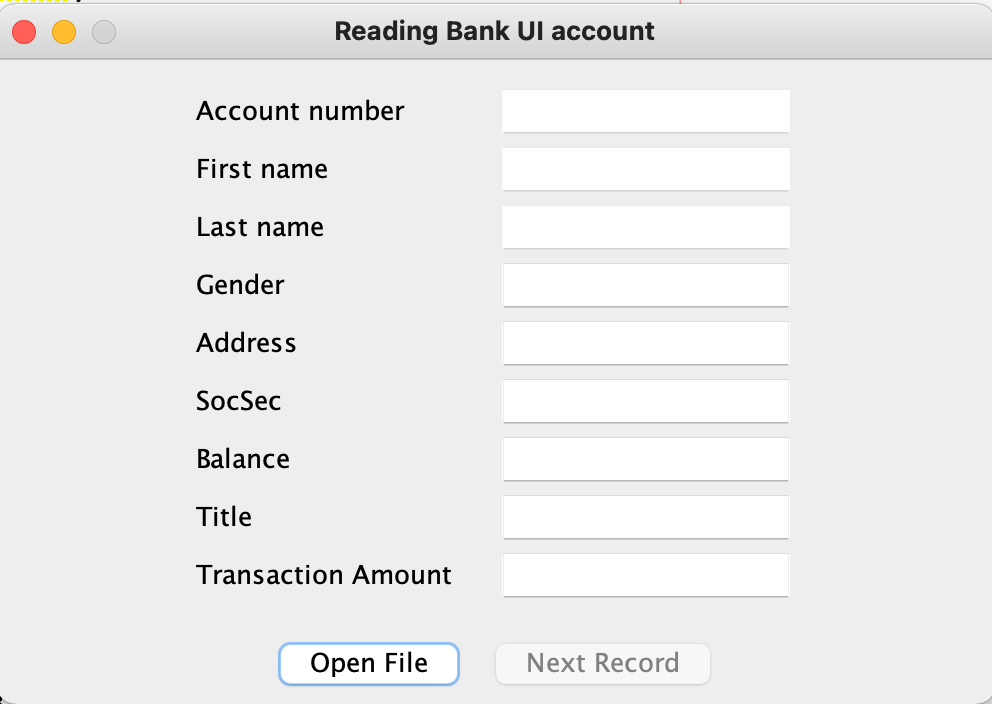 Reading Bank UI account
Account number
First name
Last name
Gender
Address
SocSec
Balance
Title
Transaction Amount
Open File Next Record